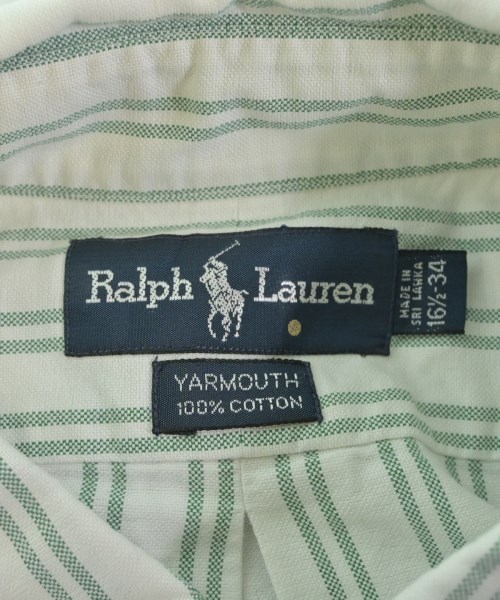 Ralph Lauren
MADE IN
SRI LANKA
16½-34
YARMOUTH
100% COTTON